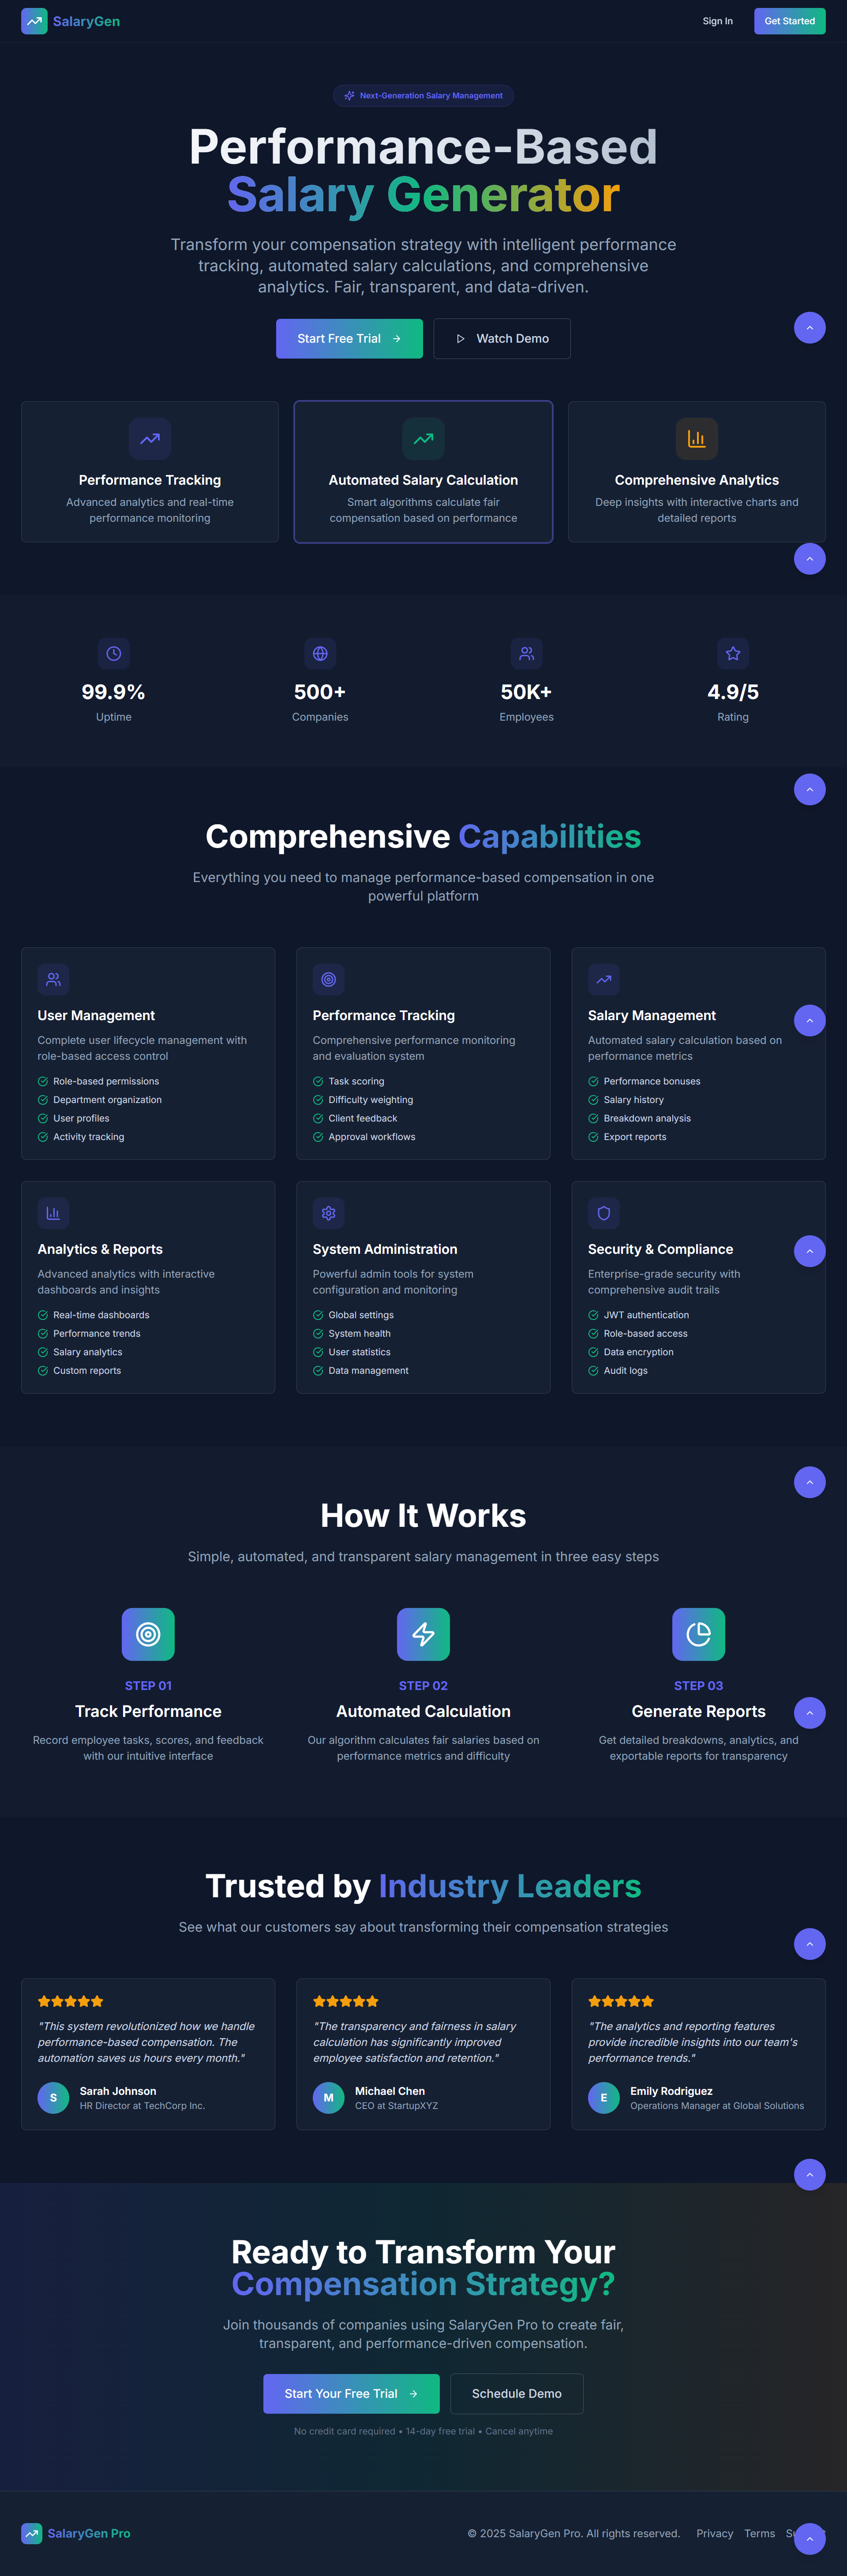 SalaryGen
Sign In
Get Started
Next-Generation Salary Management
Performance-Based
Salary Generator
Transform your compensation strategy with intelligent performance
tracking, automated salary calculations, and comprehensive
analytics. Fair, transparent, and data-driven.
Start Free Trial
Watch Demo
Performance Tracking
Advanced analytics and real-time
performance monitoring
Automated Salary Calculation
Smart algorithms calculate fair
compensation based on performance
Comprehensive Analytics
Deep insights with interactive charts and
detailed reports
99.9%
Uptime
500+
Companies
50K+
Employees
4.9/5
Rating
Comprehensive Capabilities
Everything you need to manage performance-based compensation in one
powerful platform
User Management
Complete user lifecycle management with
role-based access control
Role-based permissions
Department organization
User profiles
Activity tracking
Performance Tracking
Comprehensive performance monitoring
and evaluation system
Task scoring
Difficulty weighting
Client feedback
Approval workflows
Salary Management
Automated salary calculation based on
performance metrics
Performance bonuses
Salary history
Breakdown analysis
Export reports
Analytics & Reports
Advanced analytics with interactive
dashboards and insights
Real-time dashboards
Performance trends
Salary analytics
Custom reports
System Administration
Powerful admin tools for system
configuration and monitoring
Global settings
System health
User statistics
Data management
Security & Compliance
Enterprise-grade security with
comprehensive audit trails
JWT authentication
Role-based access
Data encryption
Audit logs
How It Works
Simple, automated, and transparent salary management in three easy steps
STEP 01
Track Performance
Record employee tasks, scores, and feedback
with our intuitive interface
STEP 02
Automated Calculation
Our algorithm calculates fair salaries based on
performance metrics and difficulty
STEP 03
Generate Reports
Get detailed breakdowns, analytics, and
exportable reports for transparency
Trusted by Industry Leaders
See what our customers say about transforming their compensation strategies
"This system revolutionized how we handle
performance-based compensation. The
automation saves us hours every month."
S
Sarah Johnson
HR Director at TechCorp Inc.
"The transparency and fairness in salary
calculation has significantly improved
employee satisfaction and retention."
M
Michael Chen
CEO at StartupXYZ
"The analytics and reporting features
provide incredible insights into our team's
performance trends."
E
Emily Rodriguez
Operations Manager at Global Solutions
Ready to Transform Your
Compensation Strategy?
Join thousands of companies using SalaryGen Pro to create fair,
transparent, and performance-driven compensation.
Start Your Free Trial
Schedule Demo
No credit card required • 14-day free trial • Cancel anytime
SalaryGen Pro
© 2025 SalaryGen Pro. All rights reserved.
Privacy
Terms